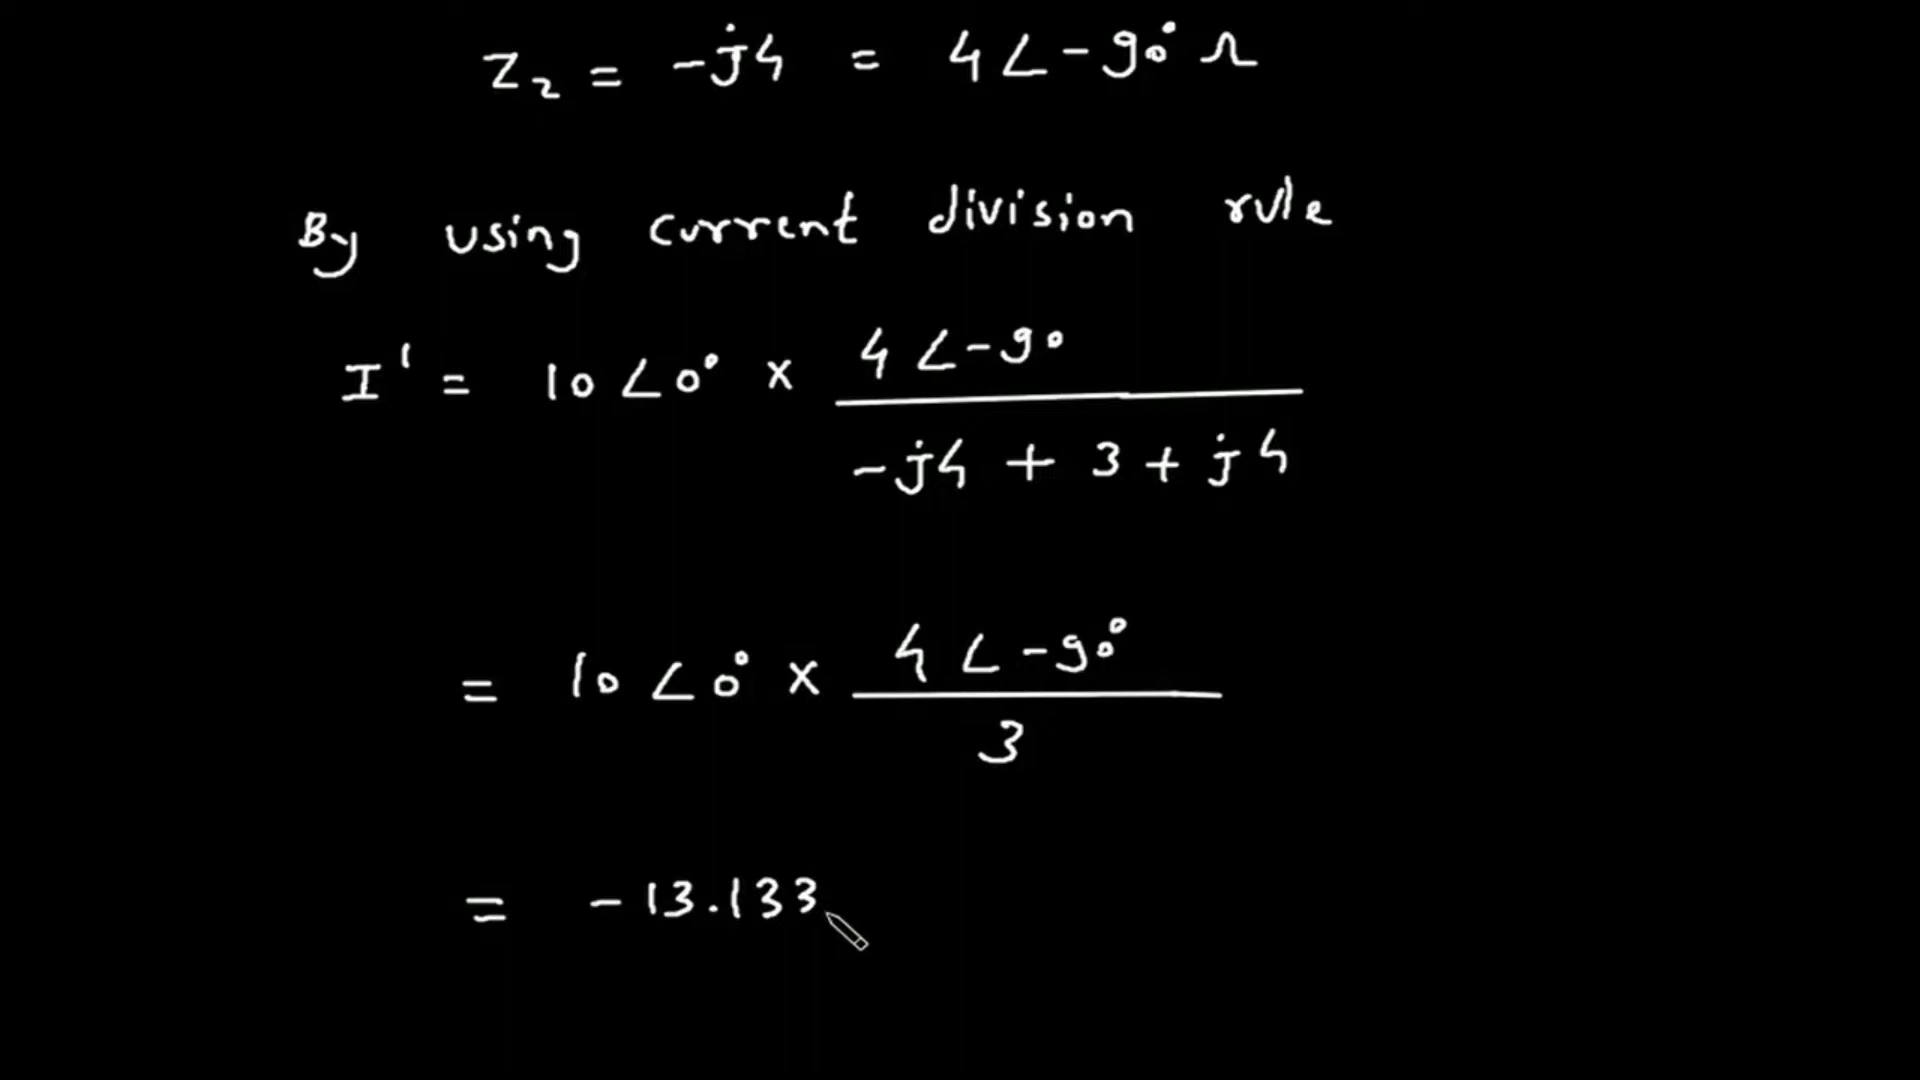 Z2 = -j4 = 4∠-90° Ω
By using current division rule
I' = 10∠0° × 4∠-90
-j4 + 3 + j4
= 10∠0° × 4∠-90°
3
= -13.133